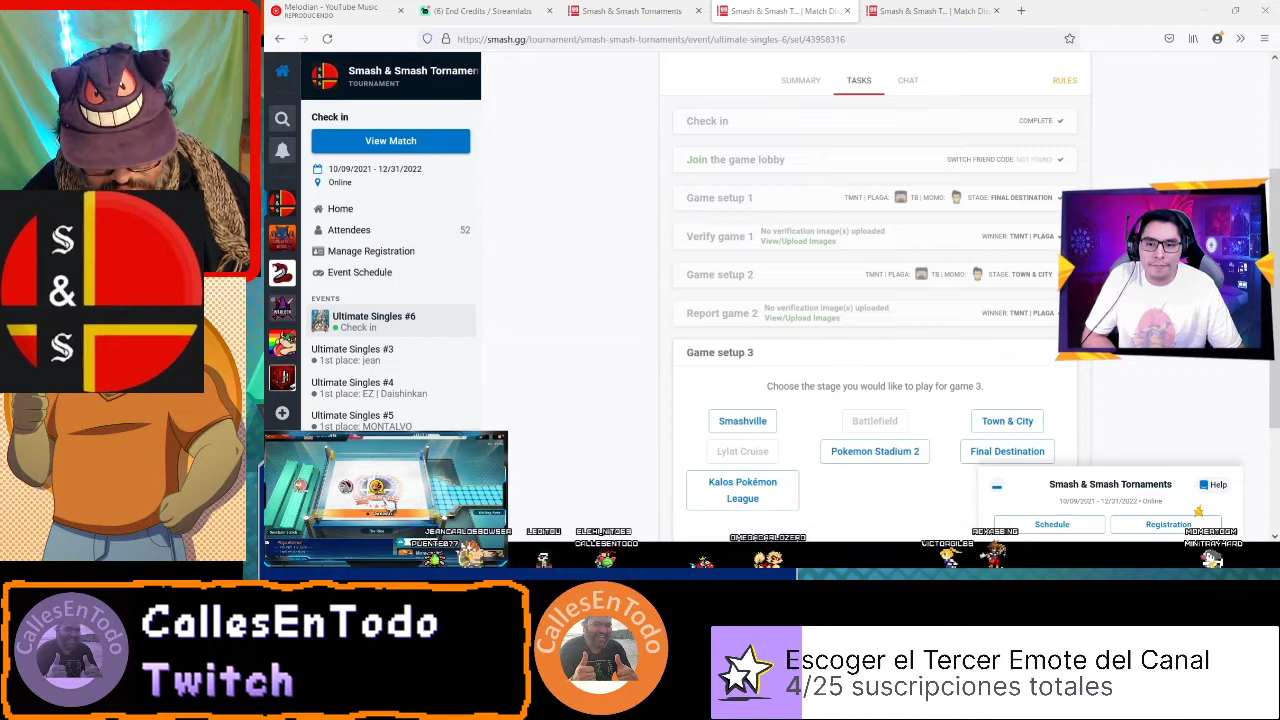 Melodian - YouTube Music
REPRODUCIENDO
(6) End Credits / Streamlabs
Smash & Smash Tornaments
Smash & Smash T... | Match Dis
Smash & Smash T... | Match Dis
https://smash.gg/tournament/smash-smash-tornaments/event/ultimate-singles-6/set/43958316
Smash & Smash Tornamen
TOURNAMENT
Check in
View Match
10/09/2021 - 12/31/2022
Online
Home
Attendees 52
Manage Registration
Event Schedule
EVENTS
Ultimate Singles #6
Check in
Ultimate Singles #3
1st place: jean
Ultimate Singles #4
1st place: EZ | Daishinkan
Ultimate Singles #5
1st place: MONTALVO
SUMMARY TASKS CHAT RULES
Check in COMPLETE
Join the game lobby SWITCH FRIEND CODE: NOT FOUND
Game setup 1 TMNT | PLAGA: TB | MOMO: STAGE: FINAL DESTINATION
Verify game 1 No verification image(s) uploaded WINNER: TMNT | PLAGA
View/Upload Images
Game setup 2 TMNT | PLAGA: TB | MOMO: STAGE: TOWN & CITY
Report game 2 No verification image(s) uploaded WINNER: TMNT | PLAGA
View/Upload Images
Game setup 3
Choose the stage you would like to play for game 3.
Smashville Battlefield Town & City
Lylat Cruise Pokemon Stadium 2 Final Destination
Kalos Pokémon
League
Smash & Smash Tornaments Help
10/09/2021 - 12/31/2022 • Online
Schedule Registration
S
&
S
CALLESENTODO
CallesEnTodo
CallesEnTodo
Twitch
CallesEnTodo
Escoger el Tercer Emote del Canal
4/25 suscripciones totales